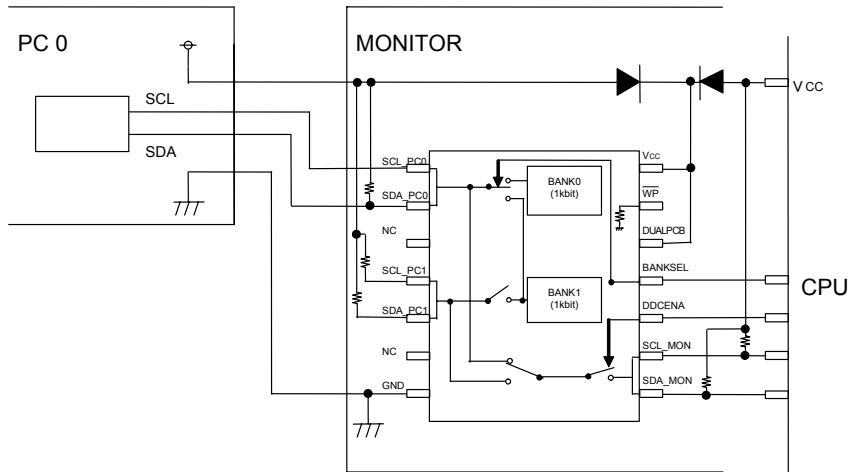 PC 0
MONITOR
SCL
SDA
V CC
SCL_PC0
SDA_PC0
NC
SCL_PC1
SDA_PC1
NC
GND
BANK0
(1kbit)
BANK1
(1kbit)
VCC
WP
DUALPCB
BANKSEL
DDCENA
SCL_MON
SDA_MON
CPU